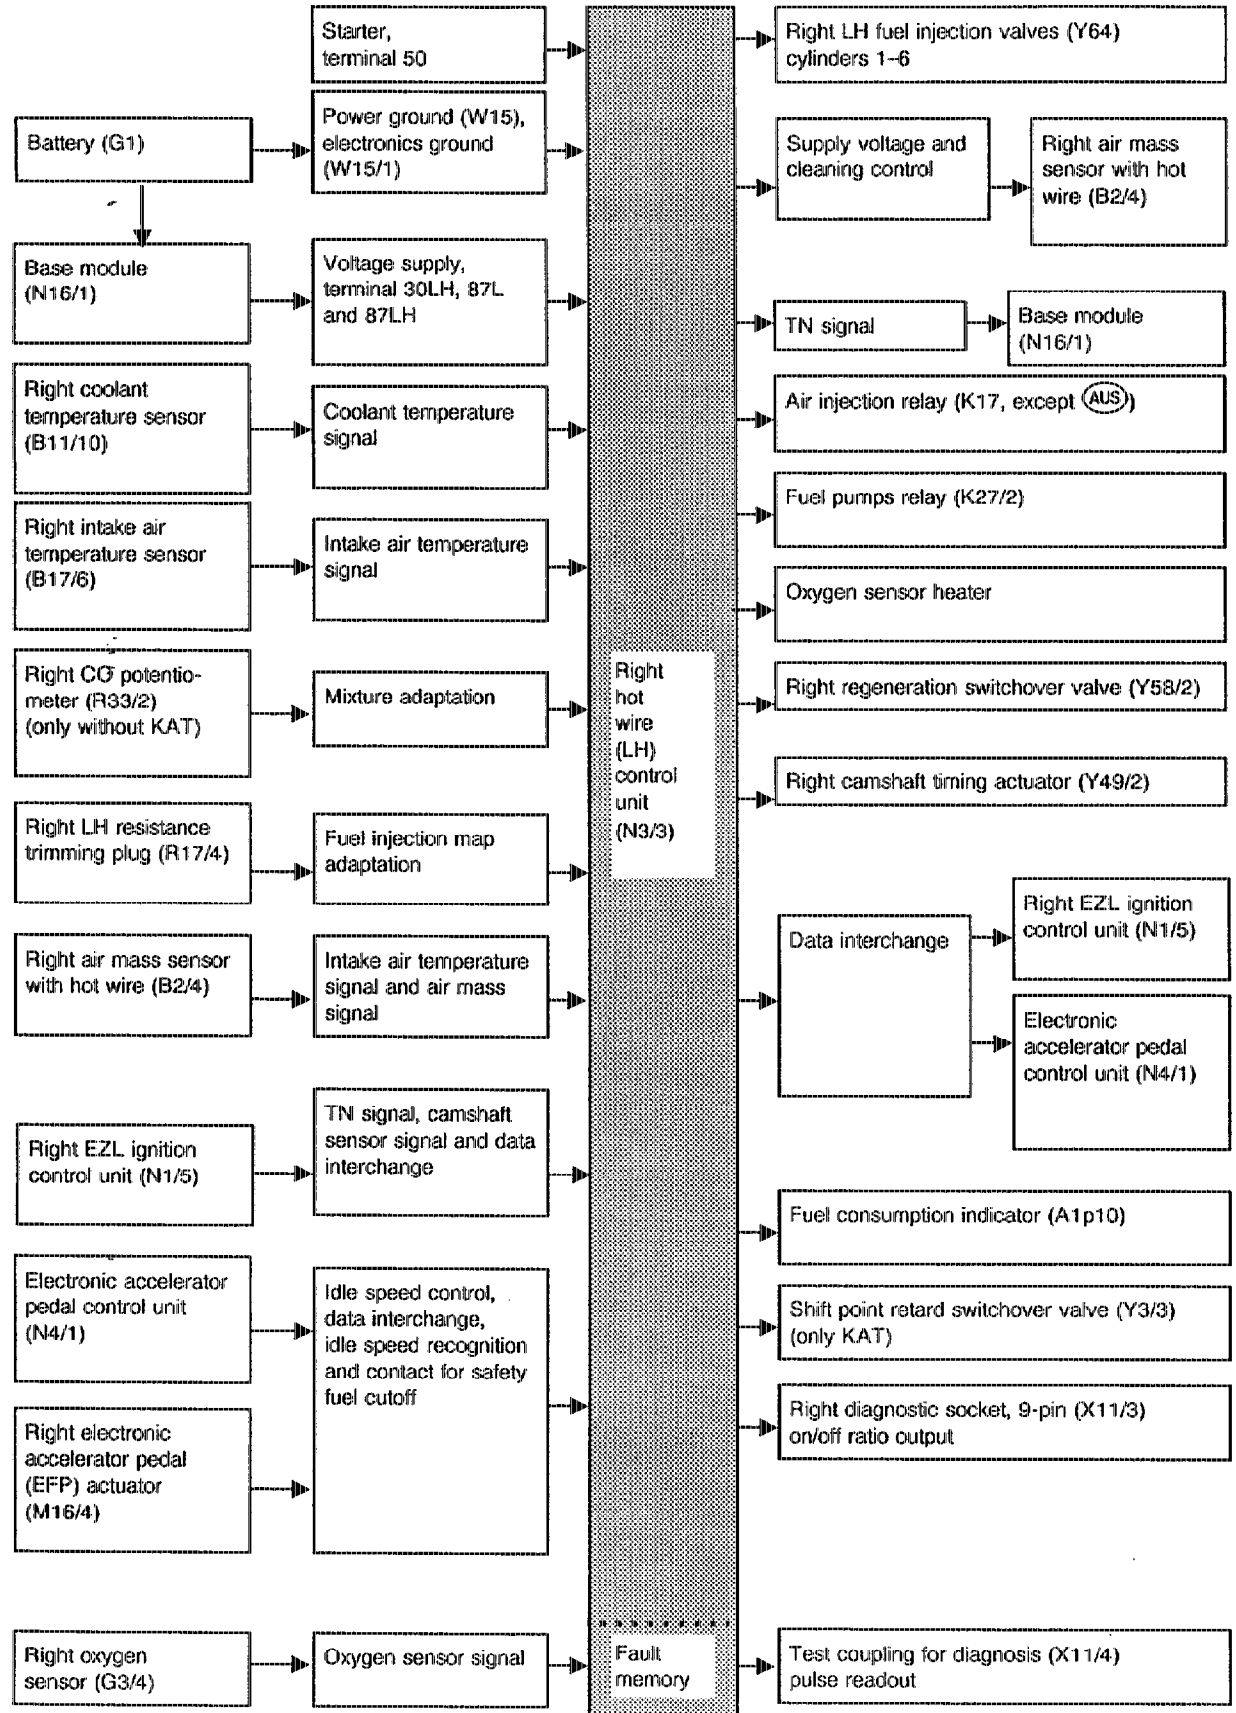 Starter,
terminal 50
Battery (G1)
Power ground (W15),
electronics ground
(W15/1)
Base module
(N16/1)
Voltage supply,
terminal 30LH, 87L
and 87LH
Right coolant
temperature sensor
(B11/10)
Coolant temperature
signal
Right intake air
temperature sensor
(B17/6)
Intake air temperature
signal
Right CO potentio-
meter (R33/2)
(only without KAT)
Mixture adaptation
Right LH resistance
trimming plug (R17/4)
Fuel injection map
adaptation
Right air mass sensor
with hot wire (B2/4)
Intake air temperature
signal and air mass
signal
Right EZL ignition
control unit (N1/5)
TN signal, camshaft
sensor signal and data
interchange
Electronic accelerator
pedal control unit
(N4/1)
Right electronic
accelerator pedal
(EFP) actuator
(M16/4)
Idle speed control,
data interchange,
idle speed recognition
and contact for safety
fuel cutoff
Right oxygen
sensor (G3/4)
Oxygen sensor signal
Right
hot
wire
(LH)
control
unit
(N3/3)
Fault
memory
Right LH fuel injection valves (Y64)
cylinders 1–6
Supply voltage and
cleaning control
Right air mass
sensor with hot
wire (B2/4)
TN signal
Base module
(N16/1)
Air injection relay (K17, except AUS)
Fuel pumps relay (K27/2)
Oxygen sensor heater
Right regeneration switchover valve (Y58/2)
Right camshaft timing actuator (Y49/2)
Data interchange
Right EZL ignition
control unit (N1/5)
Electronic
accelerator pedal
control unit (N4/1)
Fuel consumption indicator (A1p10)
Shift point retard switchover valve (Y3/3)
(only KAT)
Right diagnostic socket, 9-pin (X11/3)
on/off ratio output
Test coupling for diagnosis (X11/4)
pulse readout